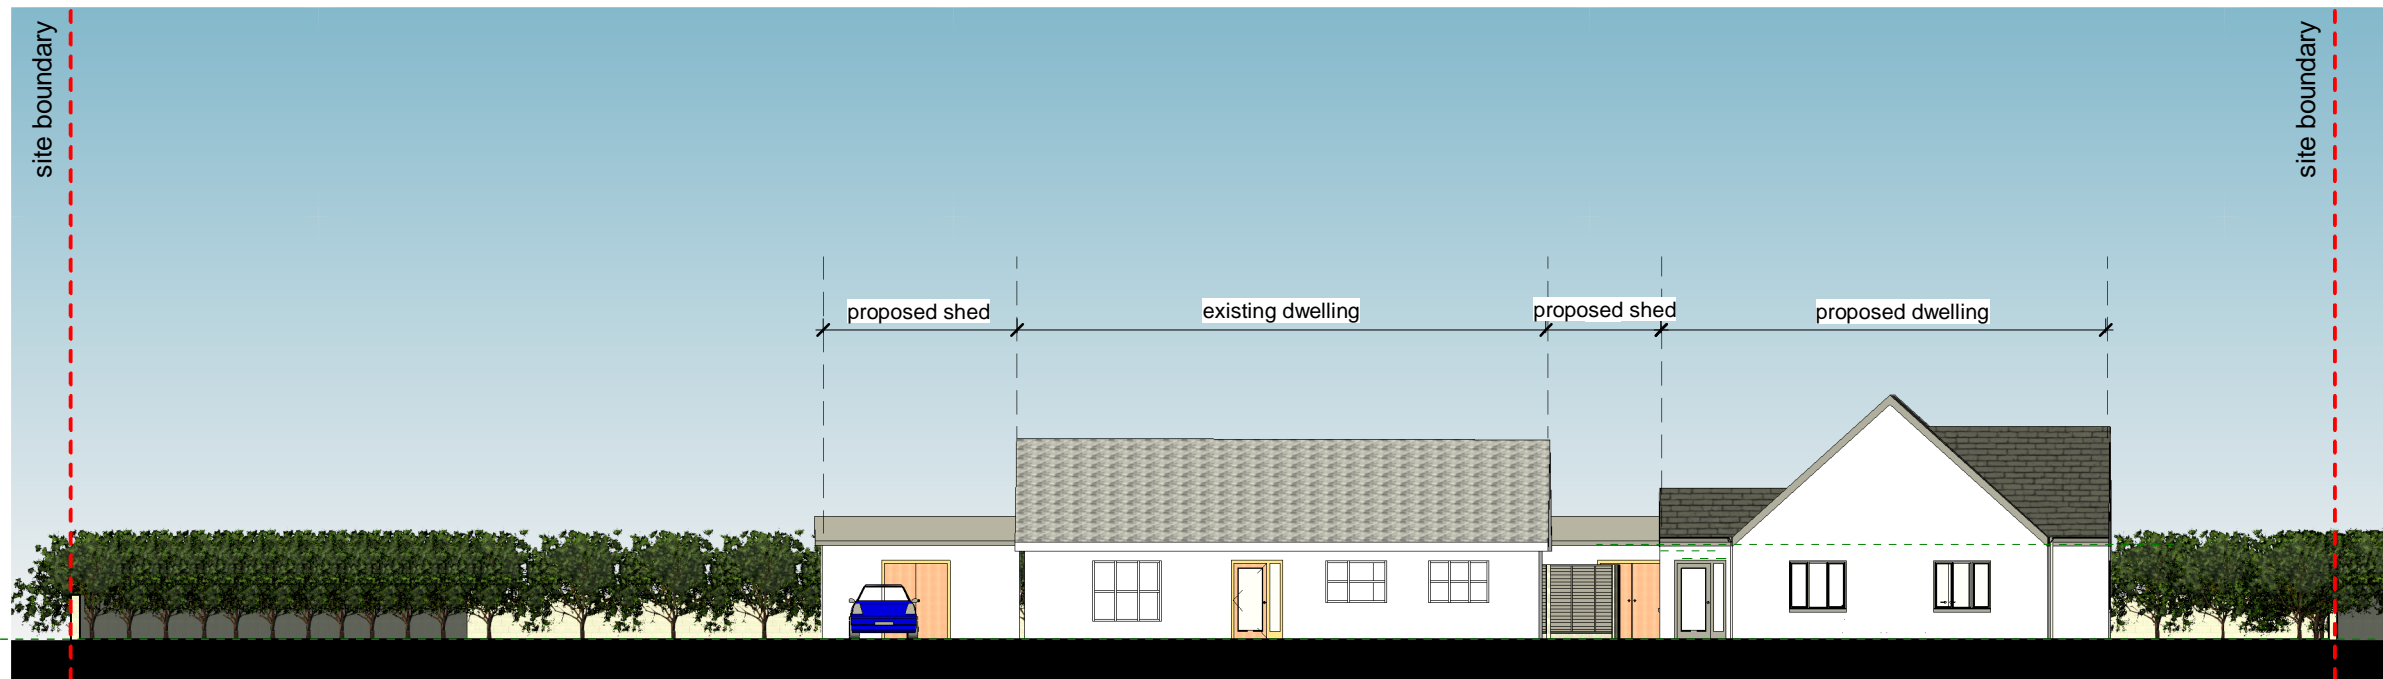 site boundary
site boundary
proposed shed
existing dwelling
proposed shed
proposed dwelling